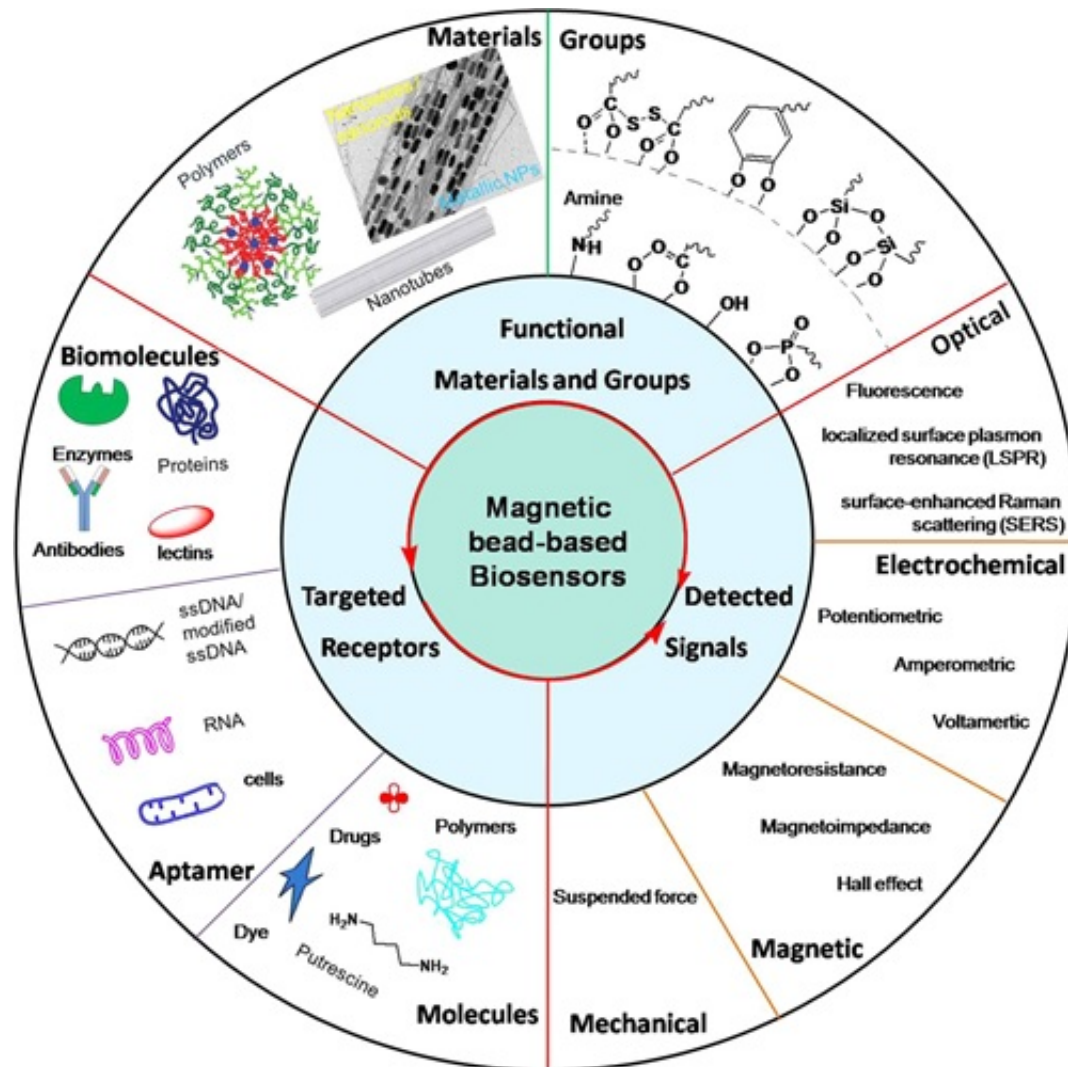 Materials
Groups
Polymers
Nanowires /
nanorods
Metallic NPs
Nanotubes
O
C
O
S
S
C
O
O
O
O
Si
O
O
Si
O
O
Amine
NH
O
O
C
O
OH
O
P
O
O
Functional
Materials and Groups
Magnetic
bead-based
Biosensors
Targeted
Receptors
Detected
Signals
Biomolecules
Enzymes
Proteins
Antibodies
lectins
ssDNA/
modified
ssDNA
RNA
cells
Aptamer
Drugs
Polymers
Dye
H₂N
NH₂
Putrescine
Molecules
Optical
Fluorescence
localized surface plasmon
resonance (LSPR)
surface-enhanced Raman
scattering (SERS)
Electrochemical
Potentiometric
Amperometric
Voltamertic
Magnetoresistance
Magnetoimpedance
Hall effect
Magnetic
Suspended force
Mechanical